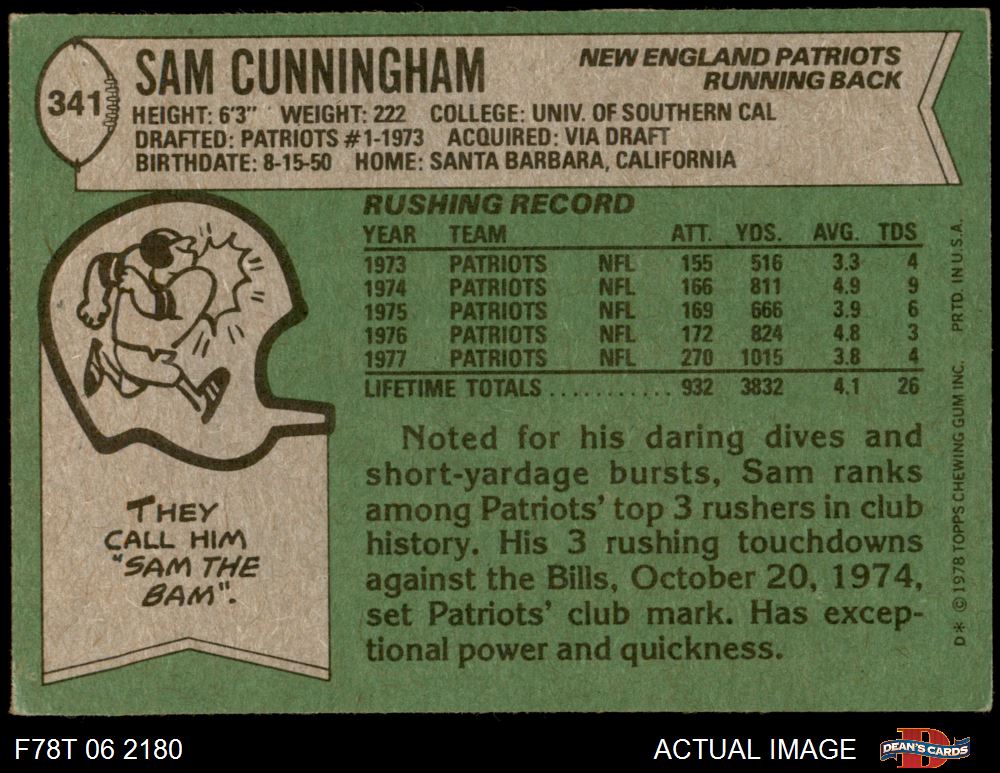 341
SAM CUNNINGHAM
NEW ENGLAND PATRIOTS
RUNNING BACK
HEIGHT: 6'3" WEIGHT: 222 COLLEGE: UNIV. OF SOUTHERN CAL
DRAFTED: PATRIOTS #1-1973 ACQUIRED: VIA DRAFT
BIRTHDATE: 8-15-50 HOME: SANTA BARBARA, CALIFORNIA
RUSHING RECORD
YEAR TEAM ATT. YDS. AVG. TDS
1973 PATRIOTS NFL 155 516 3.3 4
1974 PATRIOTS NFL 166 811 4.9 9
1975 PATRIOTS NFL 169 666 3.9 6
1976 PATRIOTS NFL 172 824 4.8 3
1977 PATRIOTS NFL 270 1015 3.8 4
LIFETIME TOTALS ........... 932 3832 4.1 26
Noted for his daring dives and
short-yardage bursts, Sam ranks
among Patriots' top 3 rushers in club
history. His 3 rushing touchdowns
against the Bills, October 20, 1974,
set Patriots' club mark. Has excep-
tional power and quickness.
THEY
CALL HIM
"SAM THE
BAM".
D* © 1978 TOPPS CHEWING GUM INC. PRTD. IN U.S.A.
F78T 06 2180
ACTUAL IMAGE
D
DEAN'S CARDS